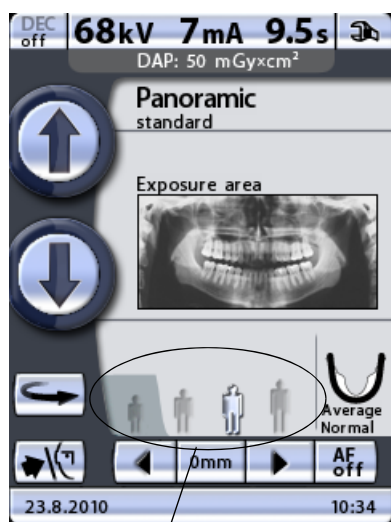 DEC off 68kV 7mA 9.5s
DAP: 50 mGy×cm²
Panoramic
standard
Exposure area
Average
Normal
0mm AF off
23.8.2010 10:34